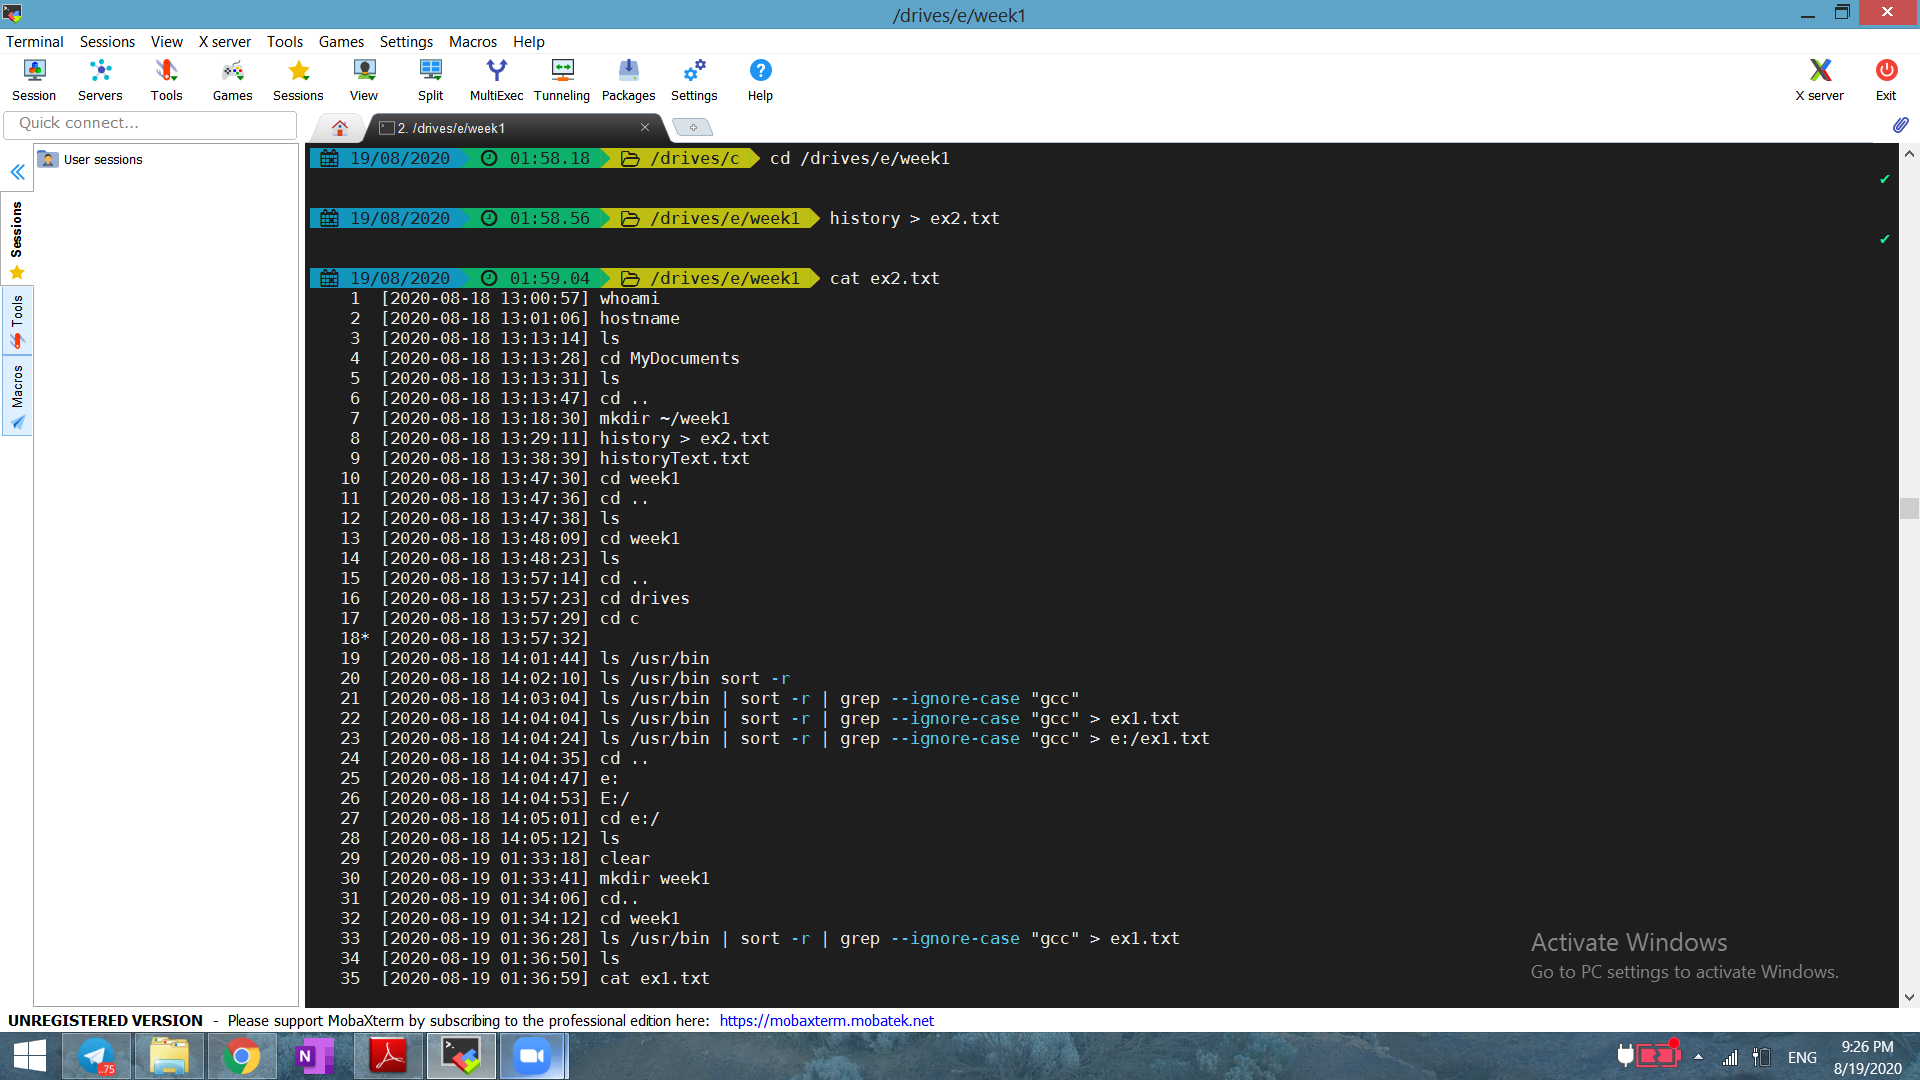 /drives/e/week1
Terminal Sessions View X server Tools Games Settings Macros Help
Session Servers Tools Games Sessions View Split MultiExec Tunneling Packages Settings Help X server Exit
Quick connect...
2. /drives/e/week1
User sessions
Sessions
Tools
Macros
19/08/2020 01:58.18 /drives/c cd /drives/e/week1
19/08/2020 01:58.56 /drives/e/week1 history > ex2.txt
19/08/2020 01:59.04 /drives/e/week1 cat ex2.txt
1 [2020-08-18 13:00:57] whoami
2 [2020-08-18 13:01:06] hostname
3 [2020-08-18 13:13:14] ls
4 [2020-08-18 13:13:28] cd MyDocuments
5 [2020-08-18 13:13:31] ls
6 [2020-08-18 13:13:47] cd ..
7 [2020-08-18 13:18:30] mkdir ~/week1
8 [2020-08-18 13:29:11] history > ex2.txt
9 [2020-08-18 13:38:39] historyText.txt
10 [2020-08-18 13:47:30] cd week1
11 [2020-08-18 13:47:36] cd ..
12 [2020-08-18 13:47:38] ls
13 [2020-08-18 13:48:09] cd week1
14 [2020-08-18 13:48:23] ls
15 [2020-08-18 13:57:14] cd ..
16 [2020-08-18 13:57:23] cd drives
17 [2020-08-18 13:57:29] cd c
18* [2020-08-18 13:57:32]
19 [2020-08-18 14:01:44] ls /usr/bin
20 [2020-08-18 14:02:10] ls /usr/bin sort -r
21 [2020-08-18 14:03:04] ls /usr/bin | sort -r | grep --ignore-case "gcc"
22 [2020-08-18 14:04:04] ls /usr/bin | sort -r | grep --ignore-case "gcc" > ex1.txt
23 [2020-08-18 14:04:24] ls /usr/bin | sort -r | grep --ignore-case "gcc" > e:/ex1.txt
24 [2020-08-18 14:04:35] cd ..
25 [2020-08-18 14:04:47] e:
26 [2020-08-18 14:04:53] E:/
27 [2020-08-18 14:05:01] cd e:/
28 [2020-08-18 14:05:12] ls
29 [2020-08-19 01:33:18] clear
30 [2020-08-19 01:33:41] mkdir week1
31 [2020-08-19 01:34:06] cd..
32 [2020-08-19 01:34:12] cd week1
33 [2020-08-19 01:36:28] ls /usr/bin | sort -r | grep --ignore-case "gcc" > ex1.txt
34 [2020-08-19 01:36:50] ls
35 [2020-08-19 01:36:59] cat ex1.txt
Activate Windows
Go to PC settings to activate Windows.
UNREGISTERED VERSION - Please support MobaXterm by subscribing to the professional edition here: https://mobaxterm.mobatek.net
..75
N
ENG
9:26 PM
8/19/2020